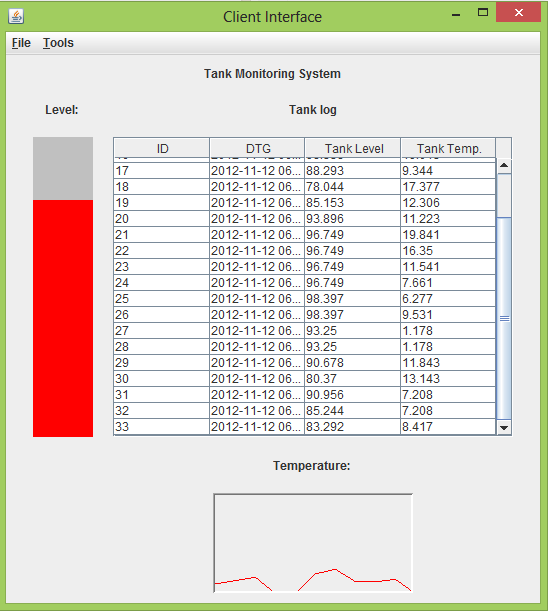 Client Interface
File Tools
Tank Monitoring System
Level: Tank log
ID DTG Tank Level Tank Temp.
17 2012-11-12 06... 88.293 9.344
18 2012-11-12 06... 78.044 17.377
19 2012-11-12 06... 85.153 12.306
20 2012-11-12 06... 93.896 11.223
21 2012-11-12 06... 96.749 19.841
22 2012-11-12 06... 96.749 16.35
23 2012-11-12 06... 96.749 11.541
24 2012-11-12 06... 96.749 7.661
25 2012-11-12 06... 98.397 6.277
26 2012-11-12 06... 98.397 9.531
27 2012-11-12 06... 93.25 1.178
28 2012-11-12 06... 93.25 1.178
29 2012-11-12 06... 90.678 11.843
30 2012-11-12 06... 80.37 13.143
31 2012-11-12 06... 90.956 7.208
32 2012-11-12 06... 85.244 7.208
33 2012-11-12 06... 83.292 8.417
Temperature: